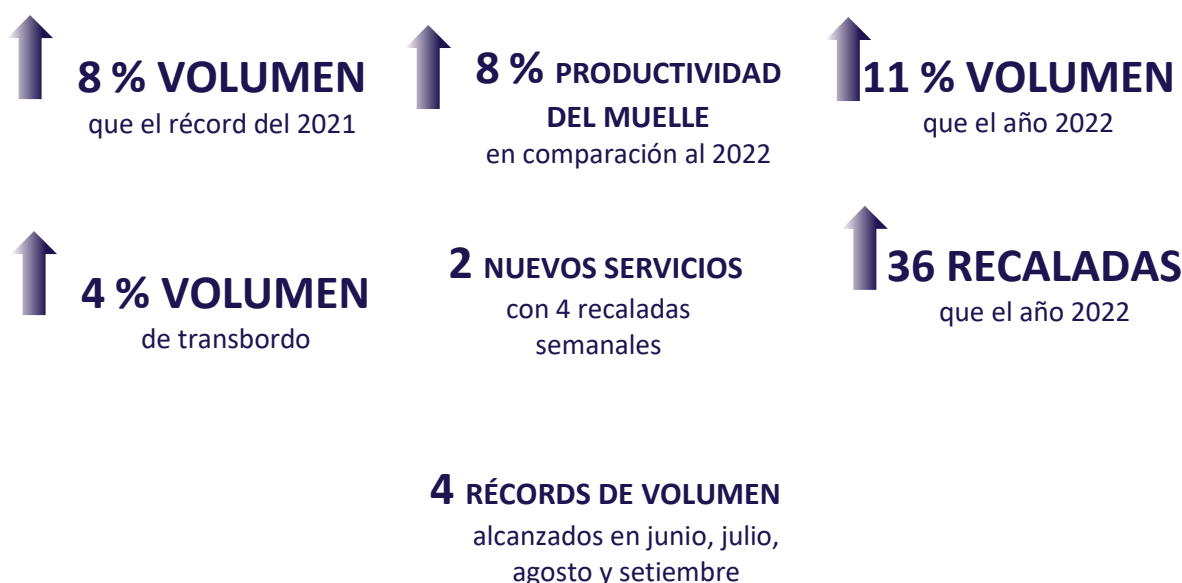 8 % VOLUMEN
que el récord del 2021
8 % PRODUCTIVIDAD
DEL MUELLE
en comparación al 2022
11 % VOLUMEN
que el año 2022
4 % VOLUMEN
de transbordo
2 NUEVOS SERVICIOS
con 4 recaladas
semanales
36 RECALADAS
que el año 2022
4 RÉCORDS DE VOLUMEN
alcanzados en junio, julio,
agosto y setiembre